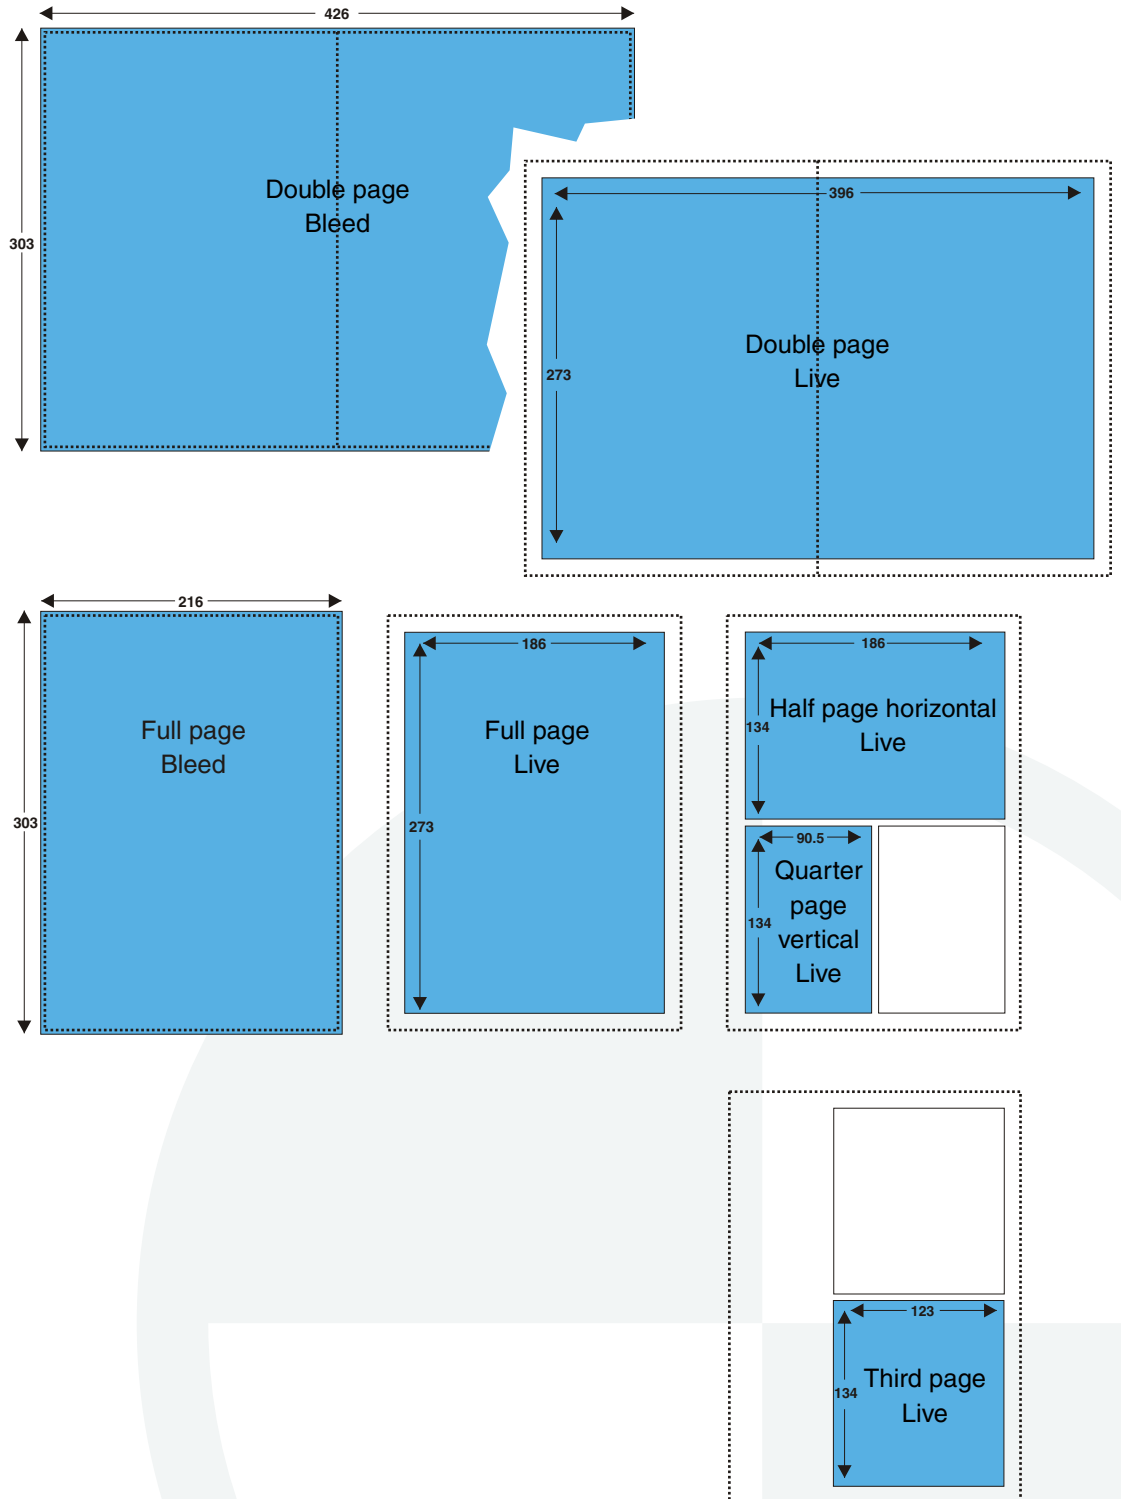 426
303
Double page
Bleed
396
273
Double page
Live
216
303
Full page
Bleed
186
273
Full page
Live
186
134
Half page horizontal
Live
90.5
134
Quarter
page
vertical
Live
123
134
Third page
Live